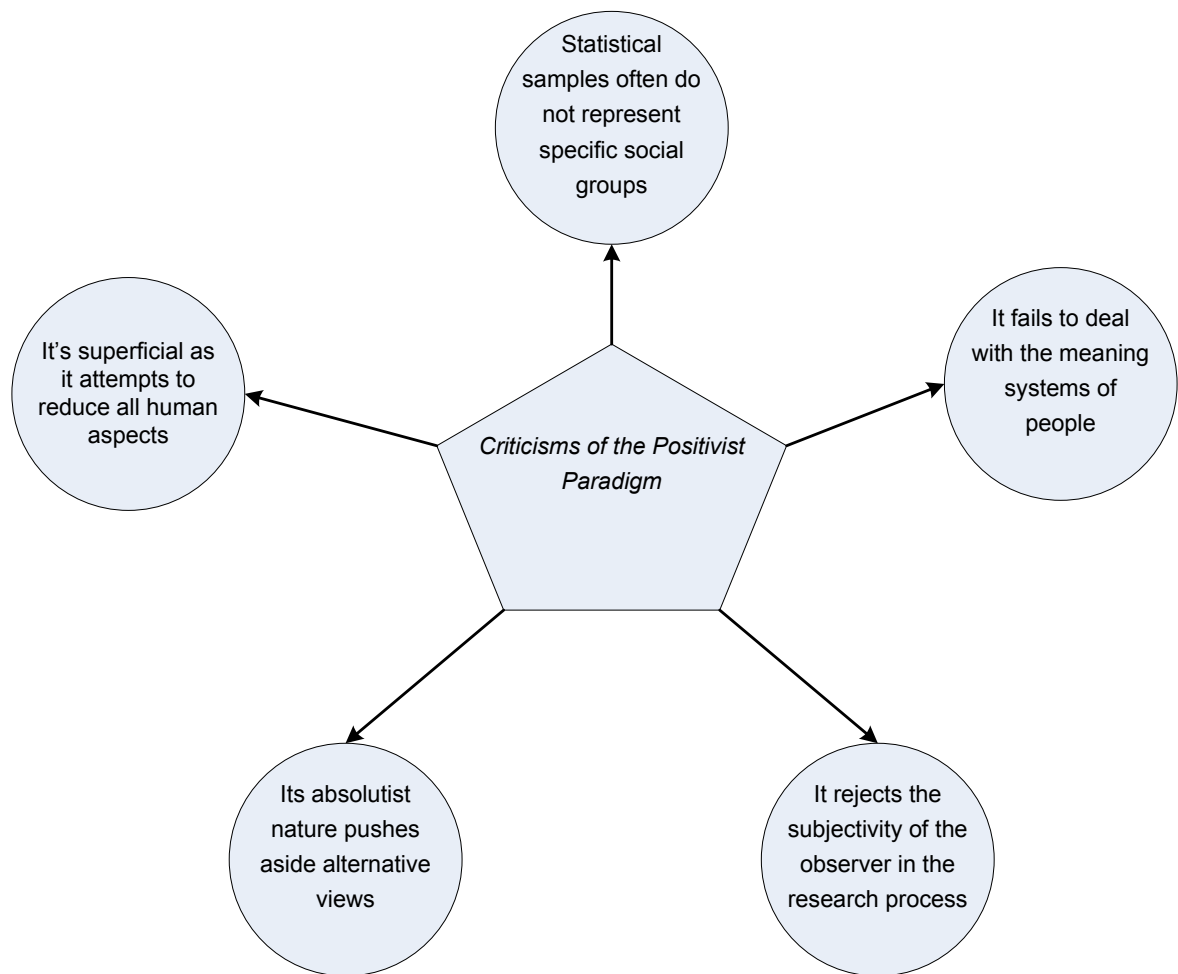 Statistical
samples often do
not represent
specific social
groups
It fails to deal
with the meaning
systems of
people
It's superficial as
it attempts to
reduce all human
aspects
Criticisms of the Positivist
Paradigm
Its absolutist
nature pushes
aside alternative
views
It rejects the
subjectivity of the
observer in the
research process